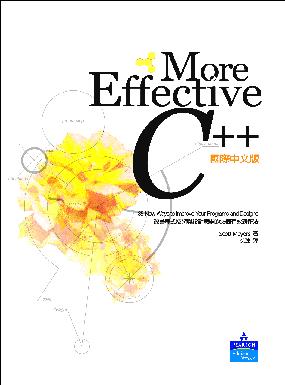 More
Effective
C++
國際中文版
35 New Ways to Improve Your Programs and Designs
Scott Meyers 著
PEARSON